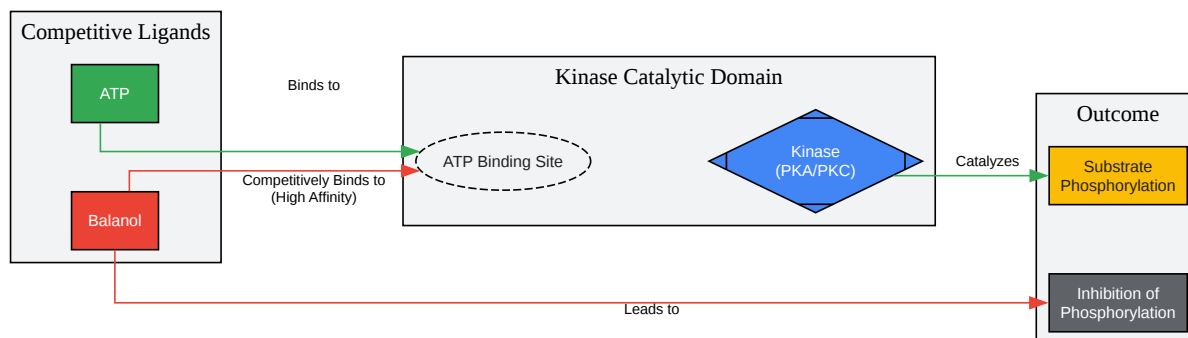 Competitive Ligands
ATP
Balanol
Binds to
Competitively Binds to
(High Affinity)
Kinase Catalytic Domain
ATP Binding Site
Kinase
(PKA/PKC)
Catalyzes
Leads to
Outcome
Substrate
Phosphorylation
Inhibition of
Phosphorylation